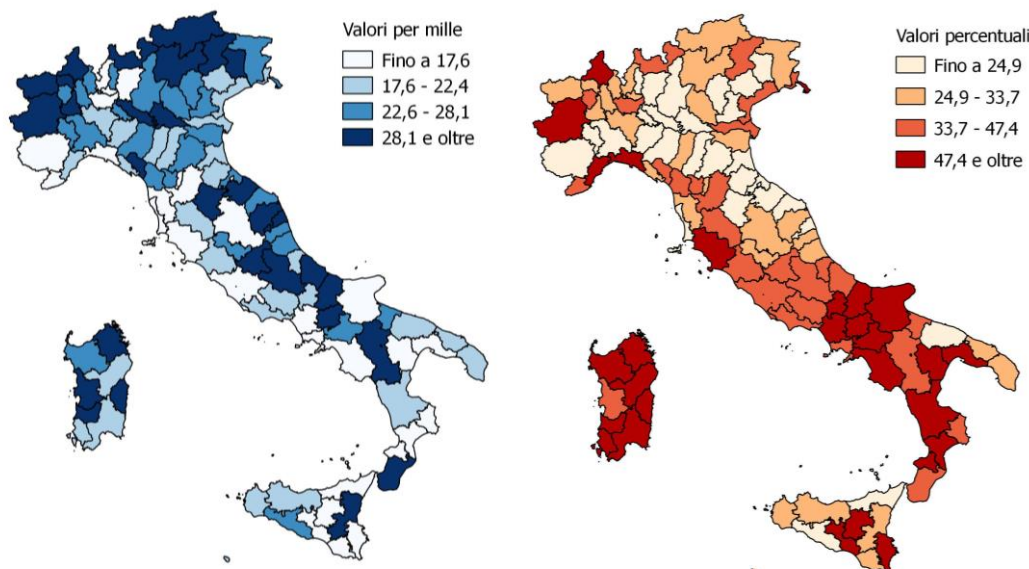 Valori per mille
Fino a 17,6
17,6 - 22,4
22,6 - 28,1
28,1 e oltre
Valori percentuali
Fino a 24,9
24,9 - 33,7
33,7 - 47,4
47,4 e oltre